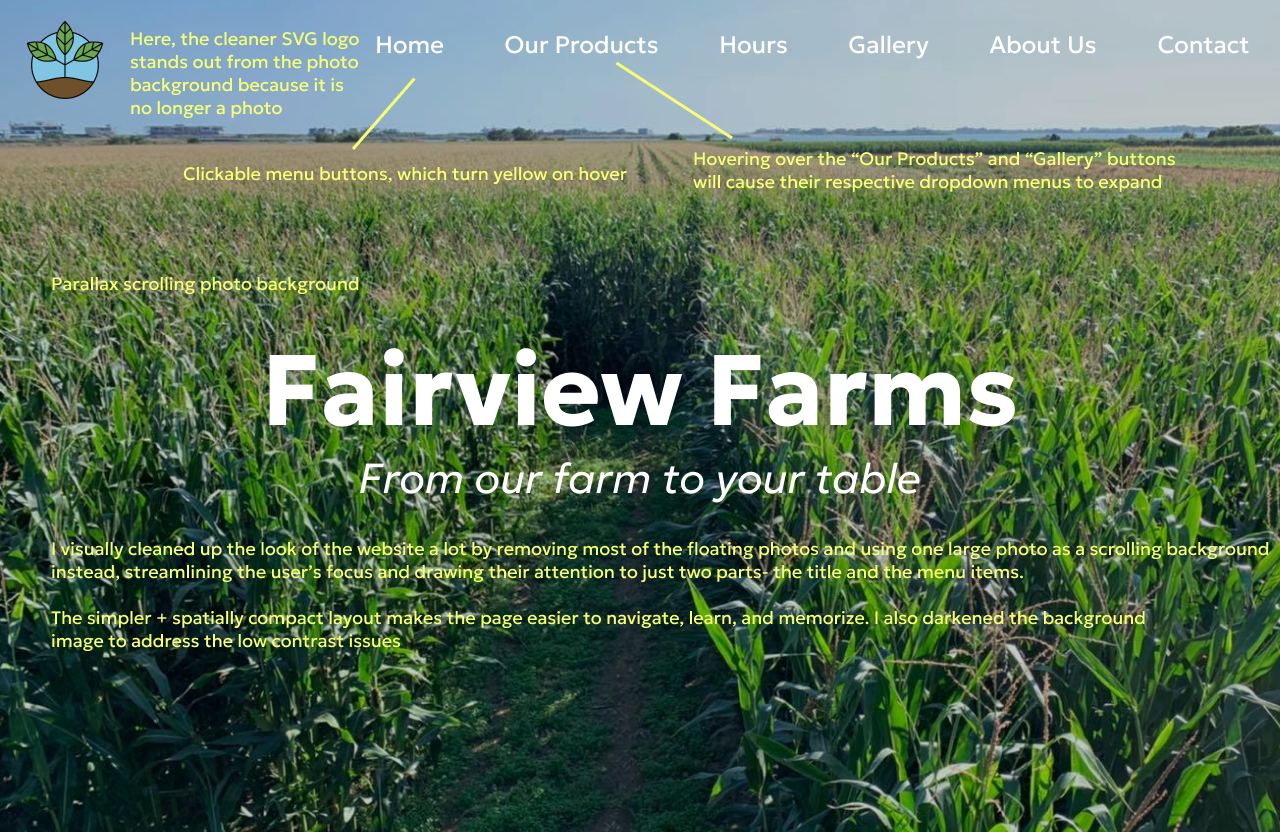 Here, the cleaner SVG logo
stands out from the photo
background because it is
no longer a photo
Home Our Products Hours Gallery About Us Contact
Clickable menu buttons, which turn yellow on hover
Hovering over the “Our Products” and “Gallery” buttons
will cause their respective dropdown menus to expand
Parallax scrolling photo background
Fairview Farms
From our farm to your table
I visually cleaned up the look of the website a lot by removing most of the floating photos and using one large photo as a scrolling background
instead, streamlining the user’s focus and drawing their attention to just two parts- the title and the menu items.
The simpler + spatially compact layout makes the page easier to navigate, learn, and memorize. I also darkened the background
image to address the low contrast issues